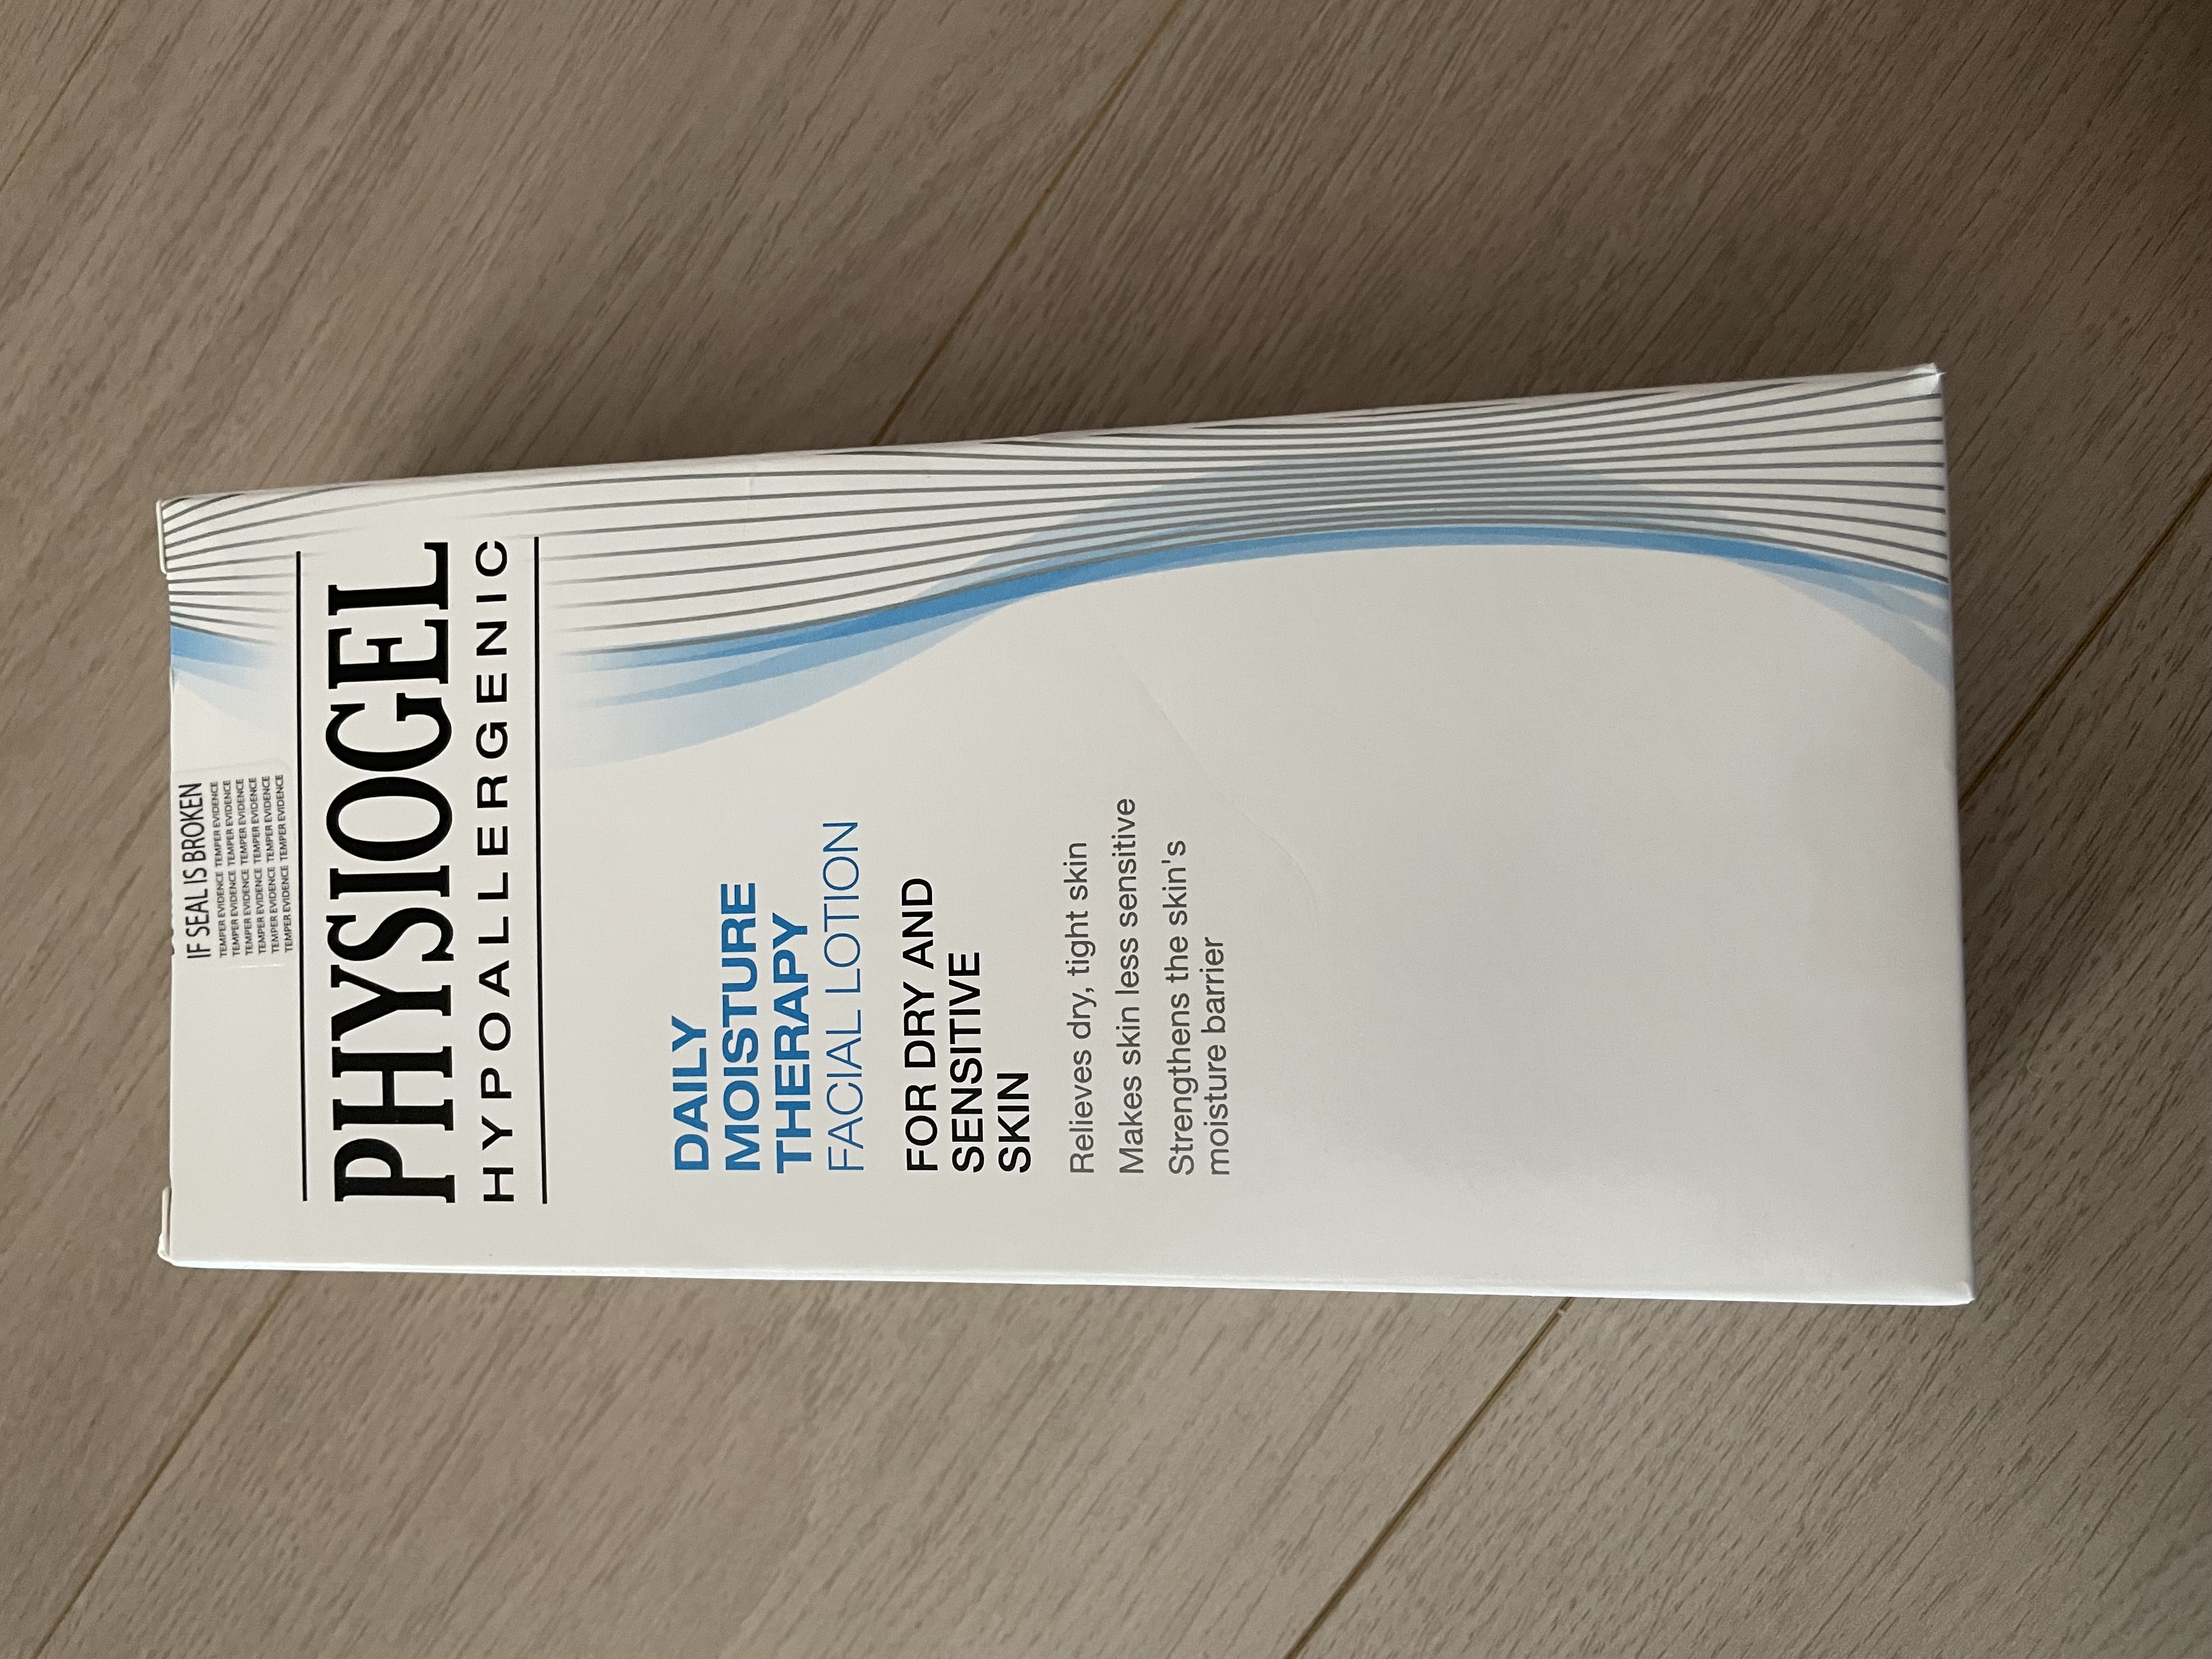 IF SEAL IS BROKEN
TEMPER EVIDENCE TEMPER EVIDENCE
TEMPER EVIDENCE TEMPER EVIDENCE
TEMPER EVIDENCE TEMPER EVIDENCE
TEMPER EVIDENCE TEMPER EVIDENCE
TEMPER EVIDENCE TEMPER EVIDENCE
TEMPER EVIDENCE TEMPER EVIDENCE
PHYSIOGEL
HYPOALLERGENIC
DAILY
MOISTURE
THERAPY
FACIAL LOTION
FOR DRY AND
SENSITIVE
SKIN
Relieves dry, tight skin
Makes skin less sensitive
Strengthens the skin's
moisture barrier